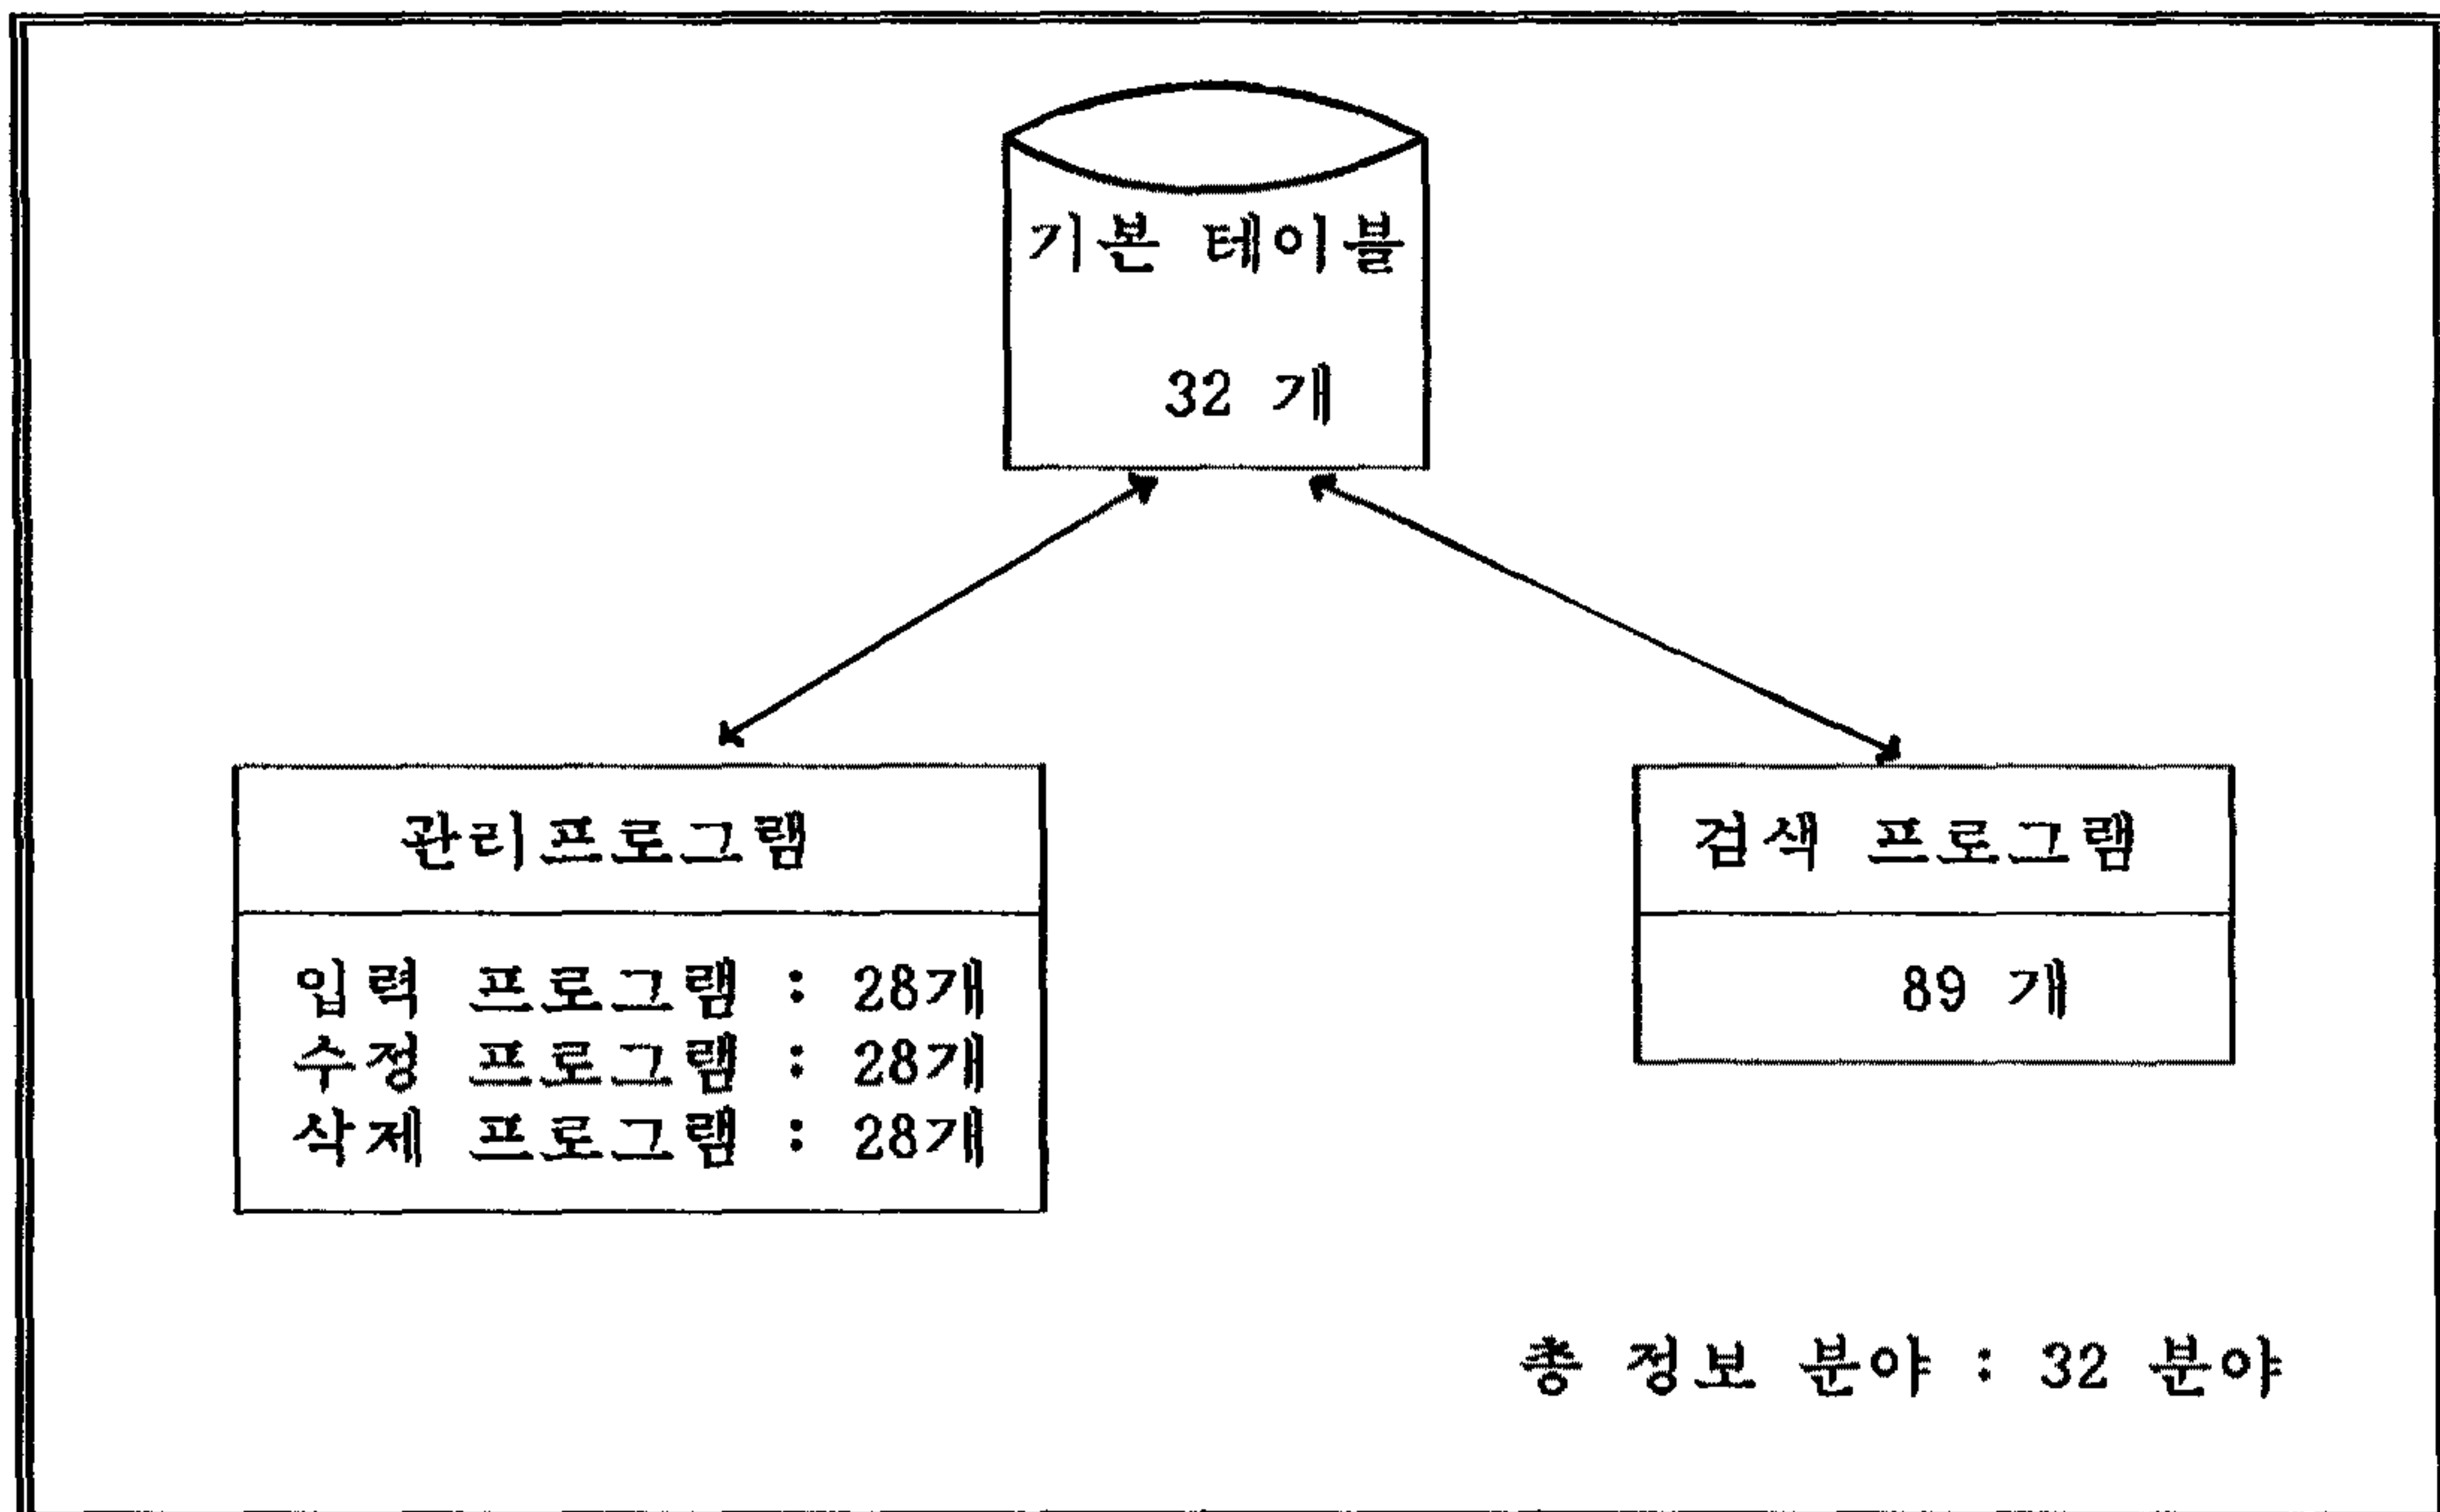 기본 테이블
32 개
관리프로그램
입력 프로그램 : 28개
수정 프로그램 : 28개
삭제 프로그램 : 28개
검색 프로그램
89 개
총 정보 분야 : 32 분야